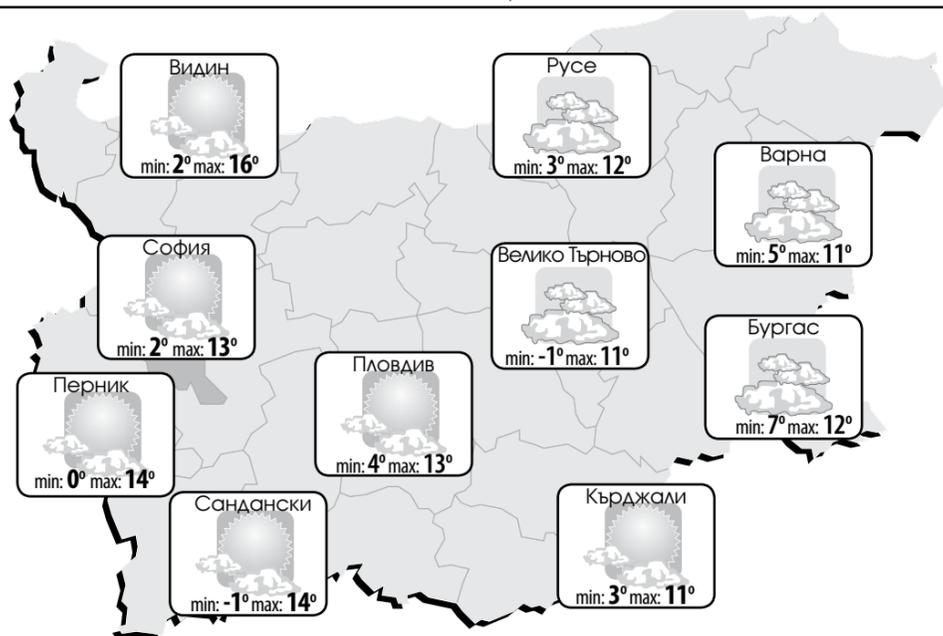 Видин
min: 2° max: 16°
Русе
min: 3° max: 12°
Варна
min: 5° max: 11°
София
min: 2° max: 13°
Велико Търново
min: -1° max: 11°
Бургас
min: 7° max: 12°
Пловдив
min: 4° max: 13°
Перник
min: 0° max: 14°
Сандански
min: -1° max: 14°
Кърджали
min: 3° max: 11°